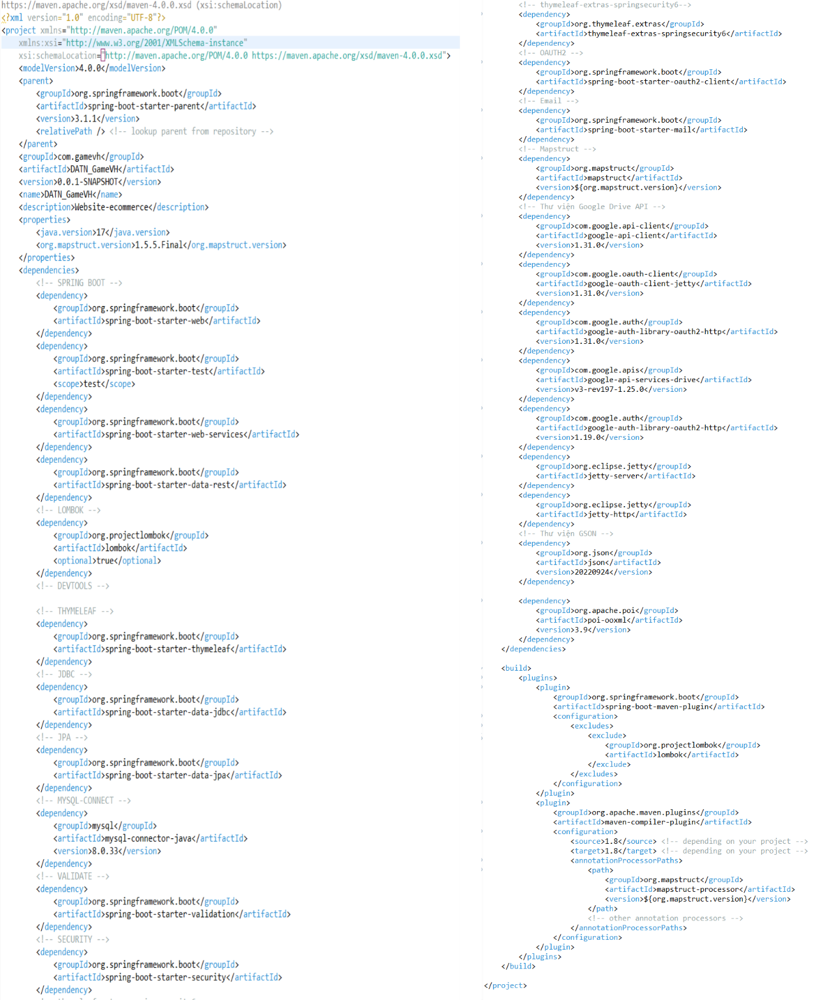 https://maven.apache.org/xsd/maven-4.0.0.xsd (xsi:schemaLocation)
<?xml version="1.0" encoding="UTF-8"?>
<project xmlns="http://maven.apache.org/POM/4.0.0"
xmlns:xsi="http://www.w3.org/2001/XMLSchema-instance"
xsi:schemaLocation="http://maven.apache.org/POM/4.0.0 https://maven.apache.org/xsd/maven-4.0.0.xsd">
<modelVersion>4.0.0</modelVersion>
<parent>
<groupId>org.springframework.boot</groupId>
<artifactId>spring-boot-starter-parent</artifactId>
<version>3.1.1</version>
<relativePath /> <!-- lookup parent from repository -->
</parent>
<groupId>com.gamevh</groupId>
<artifactId>DATN_GameVH</artifactId>
<version>0.0.1-SNAPSHOT</version>
<name>DATN_GameVH</name>
<description>Website-ecommerce</description>
<properties>
<java.version>17</java.version>
<org.mapstruct.version>1.5.5.Final</org.mapstruct.version>
</properties>
<dependencies>
<!-- SPRING BOOT -->
<dependency>
<groupId>org.springframework.boot</groupId>
<artifactId>spring-boot-starter-web</artifactId>
</dependency>
<dependency>
<groupId>org.springframework.boot</groupId>
<artifactId>spring-boot-starter-test</artifactId>
<scope>test</scope>
</dependency>
<dependency>
<groupId>org.springframework.boot</groupId>
<artifactId>spring-boot-starter-web-services</artifactId>
</dependency>
<dependency>
<groupId>org.springframework.boot</groupId>
<artifactId>spring-boot-starter-data-rest</artifactId>
</dependency>
<!-- LOMBOK -->
<dependency>
<groupId>org.projectlombok</groupId>
<artifactId>lombok</artifactId>
<optional>true</optional>
</dependency>
<!-- DEVTOOLS -->
<!-- THYMELEAF -->
<dependency>
<groupId>org.springframework.boot</groupId>
<artifactId>spring-boot-starter-thymeleaf</artifactId>
</dependency>
<!-- JDBC -->
<dependency>
<groupId>org.springframework.boot</groupId>
<artifactId>spring-boot-starter-data-jdbc</artifactId>
</dependency>
<!-- JPA -->
<dependency>
<groupId>org.springframework.boot</groupId>
<artifactId>spring-boot-starter-data-jpa</artifactId>
</dependency>
<!-- MYSQL-CONNECT -->
<dependency>
<groupId>mysql</groupId>
<artifactId>mysql-connector-java</artifactId>
<version>8.0.33</version>
</dependency>
<!-- VALIDATE -->
<dependency>
<groupId>org.springframework.boot</groupId>
<artifactId>spring-boot-starter-validation</artifactId>
</dependency>
<!-- SECURITY -->
<dependency>
<groupId>org.springframework.boot</groupId>
<artifactId>spring-boot-starter-security</artifactId>
</dependency>
<!-- thymeleaf-extras-springsecurity6-->
<dependency>
<groupId>org.thymeleaf.extras</groupId>
<artifactId>thymeleaf-extras-springsecurity6</artifactId>
</dependency>
<!-- OAUTH2 -->
<dependency>
<groupId>org.springframework.boot</groupId>
<artifactId>spring-boot-starter-oauth2-client</artifactId>
</dependency>
<!-- Email -->
<dependency>
<groupId>org.springframework.boot</groupId>
<artifactId>spring-boot-starter-mail</artifactId>
</dependency>
<!-- Mapstruct -->
<dependency>
<groupId>org.mapstruct</groupId>
<artifactId>mapstruct</artifactId>
<version>${org.mapstruct.version}</version>
</dependency>
<!-- Thư viện Google Drive API -->
<dependency>
<groupId>com.google.api-client</groupId>
<artifactId>google-api-client</artifactId>
<version>1.31.0</version>
</dependency>
<dependency>
<groupId>com.google.oauth-client</groupId>
<artifactId>google-oauth-client-jetty</artifactId>
<version>1.31.0</version>
</dependency>
<dependency>
<groupId>com.google.auth</groupId>
<artifactId>google-auth-library-oauth2-http</artifactId>
<version>1.31.0</version>
</dependency>
<dependency>
<groupId>com.google.apis</groupId>
<artifactId>google-api-services-drive</artifactId>
<version>v3-rev197-1.25.0</version>
</dependency>
<dependency>
<groupId>com.google.auth</groupId>
<artifactId>google-auth-library-oauth2-http</artifactId>
<version>1.19.0</version>
</dependency>
<dependency>
<groupId>org.eclipse.jetty</groupId>
<artifactId>jetty-server</artifactId>
</dependency>
<dependency>
<groupId>org.eclipse.jetty</groupId>
<artifactId>jetty-http</artifactId>
</dependency>
<!-- Thư viện GSON -->
<dependency>
<groupId>org.json</groupId>
<artifactId>json</artifactId>
<version>20220924</version>
</dependency>
<dependency>
<groupId>org.apache.poi</groupId>
<artifactId>poi-ooxml</artifactId>
<version>3.9</version>
</dependency>
</dependencies>
<build>
<plugins>
<plugin>
<groupId>org.springframework.boot</groupId>
<artifactId>spring-boot-maven-plugin</artifactId>
<configuration>
<excludes>
<exclude>
<groupId>org.projectlombok</groupId>
<artifactId>lombok</artifactId>
</exclude>
</excludes>
</configuration>
</plugin>
<plugin>
<groupId>org.apache.maven.plugins</groupId>
<artifactId>maven-compiler-plugin</artifactId>
<configuration>
<source>1.8</source> <!-- depending on your project -->
<target>1.8</target> <!-- depending on your project -->
<annotationProcessorPaths>
<path>
<groupId>org.mapstruct</groupId>
<artifactId>mapstruct-processor</artifactId>
<version>${org.mapstruct.version}</version>
</path>
<!-- other annotation processors -->
</annotationProcessorPaths>
</configuration>
</plugin>
</plugins>
</build>
</project>